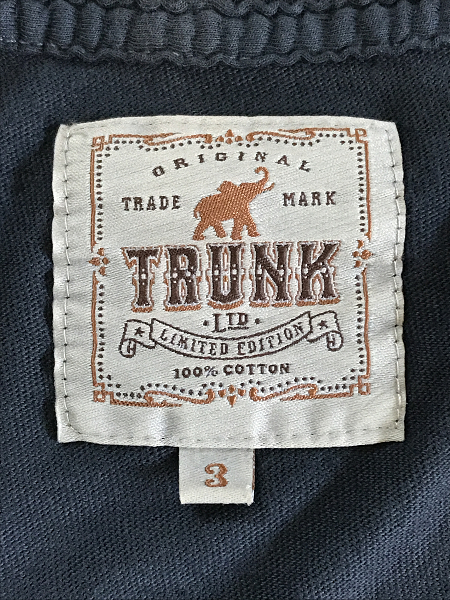 ORIGINAL
TRADE MARK
TRUNK
· LTD ·
LIMITED EDITION
100% COTTON
3